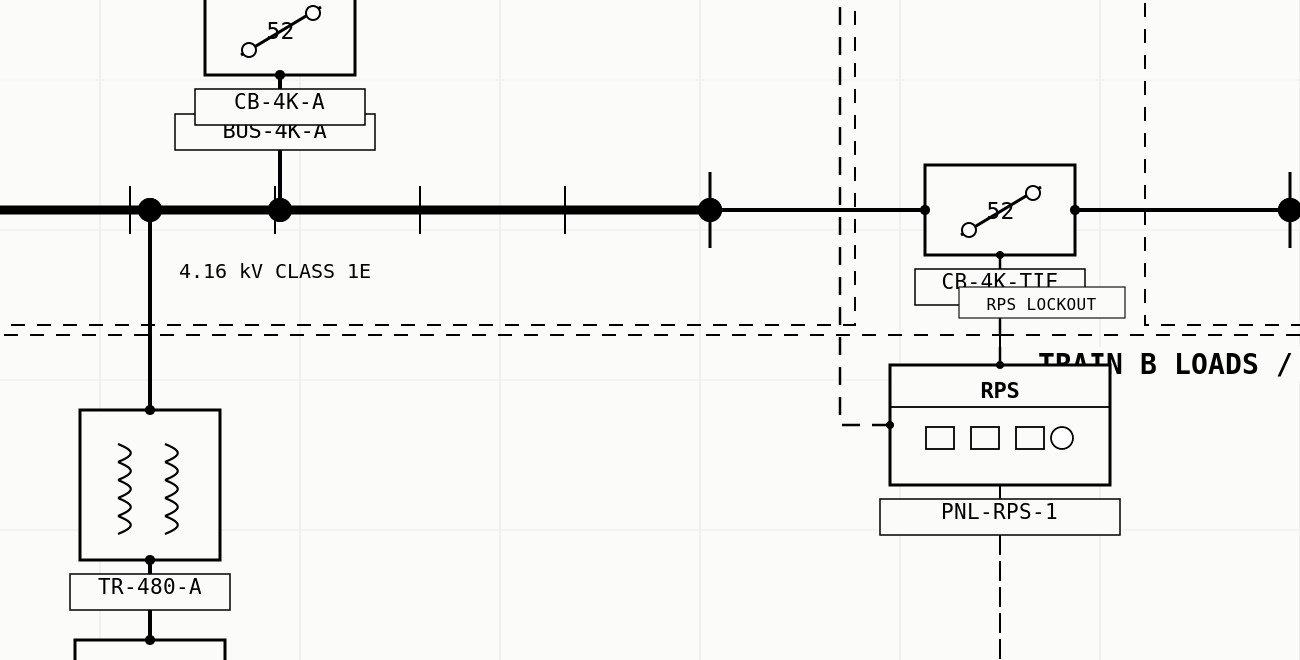 52
CB-4K-A
BUS-4K-A
52
4.16 kV CLASS 1E
CB-4K-TIE
RPS LOCKOUT
TRAIN B LOADS /
RPS
PNL-RPS-1
TR-480-A